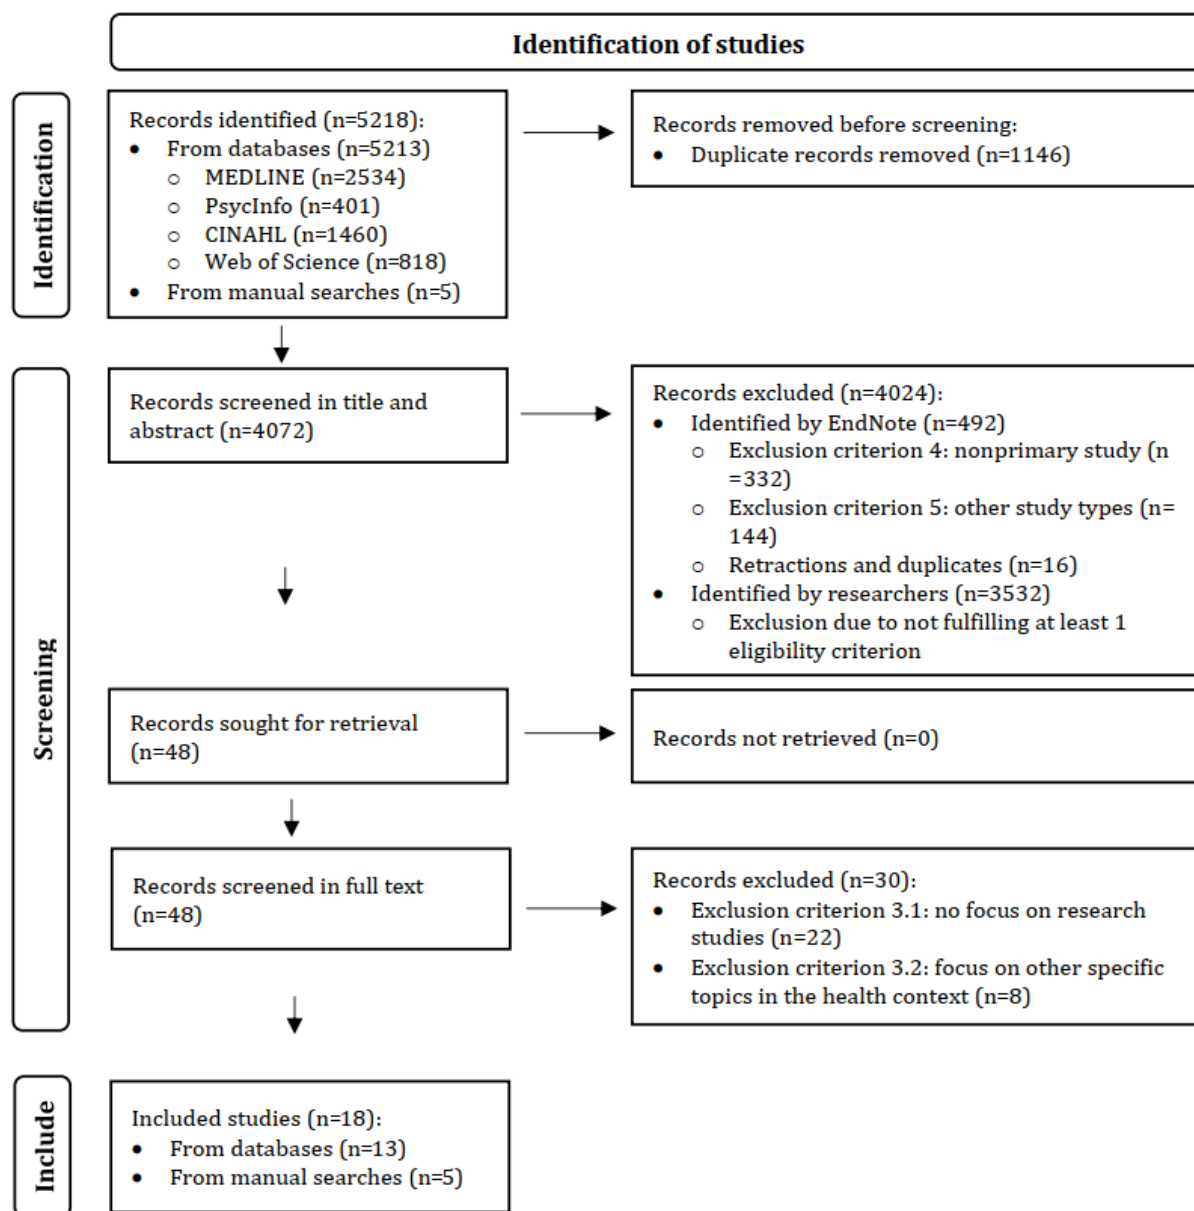 Identification of studies
Identification
Records identified (n=5218):
• From databases (n=5213)
o MEDLINE (n=2534)
o PsycInfo (n=401)
o CINAHL (n=1460)
o Web of Science (n=818)
• From manual searches (n=5)
Records removed before screening:
• Duplicate records removed (n=1146)
Screening
Records screened in title and
abstract (n=4072)
Records excluded (n=4024):
• Identified by EndNote (n=492)
o Exclusion criterion 4: nonprimary study (n
=332)
o Exclusion criterion 5: other study types (n=
144)
o Retractions and duplicates (n=16)
• Identified by researchers (n=3532)
o Exclusion due to not fulfilling at least 1
eligibility criterion
Records sought for retrieval
(n=48)
Records not retrieved (n=0)
Records screened in full text
(n=48)
Records excluded (n=30):
• Exclusion criterion 3.1: no focus on research
studies (n=22)
• Exclusion criterion 3.2: focus on other specific
topics in the health context (n=8)
Include
Included studies (n=18):
• From databases (n=13)
• From manual searches (n=5)